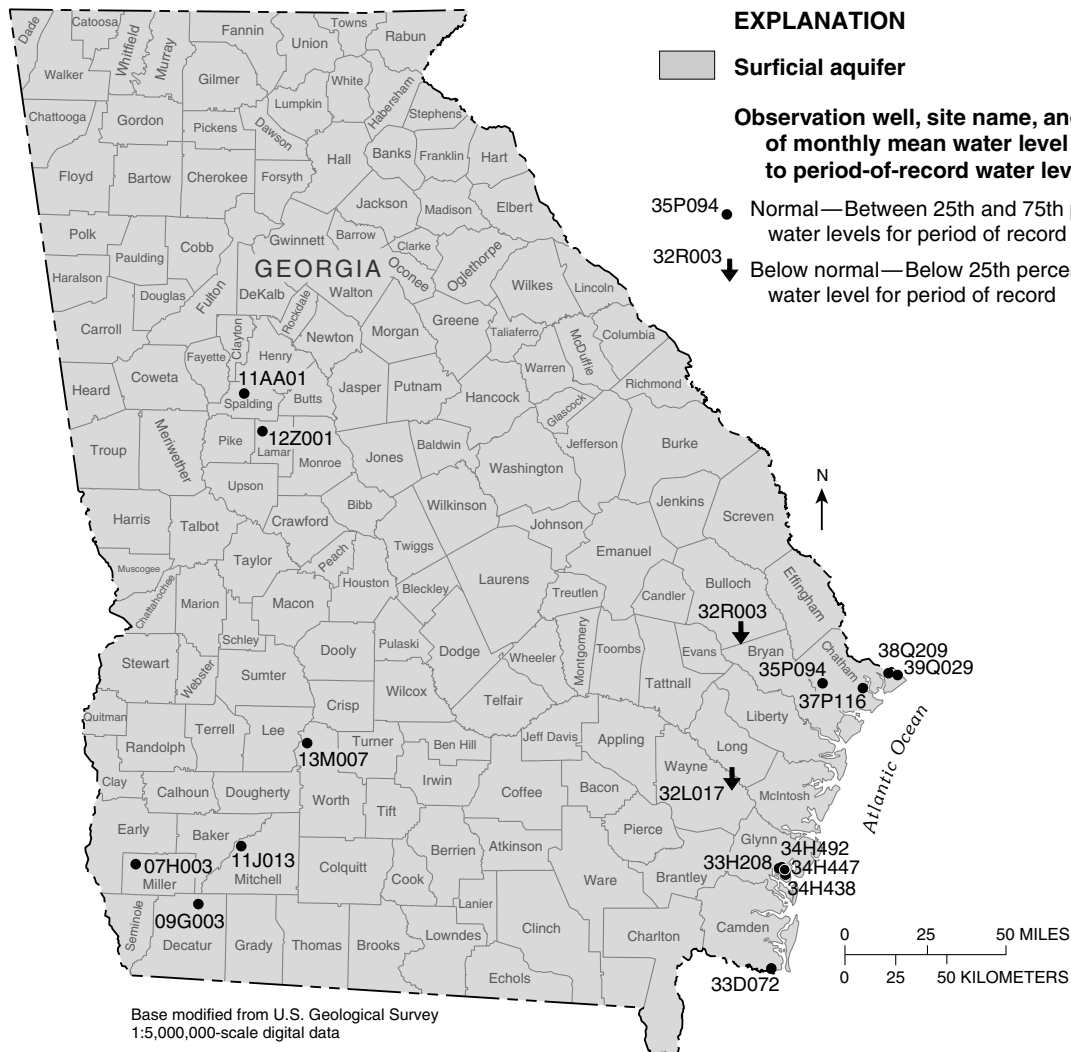 EXPLANATION
Surficial aquifer
Observation well, site name, an
of monthly mean water level
to period-of-record water lev
35P094
Normal—Between 25th and 75th p
water levels for period of record
32R003
Below normal—Below 25th percen
water level for period of record
Dade
Catoosa
Whitfield
Murray
Fannin
Union
Towns
Rabun
Walker
Gilmer
White
Habersham
Lumpkin
Stephens
Chattooga
Gordon
Pickens
Dawson
Hall
Banks
Franklin
Hart
Floyd
Bartow
Cherokee
Forsyth
Jackson
Madison
Elbert
Polk
Cobb
Gwinnett
Barrow
Clarke
Oconee
Oglethorpe
Paulding
GEORGIA
Wilkes
Lincoln
Haralson
Douglas
Fulton
DeKalb
Rockdale
Walton
Carroll
Clayton
Newton
Morgan
Greene
Taliaferro
McDuffie
Columbia
Fayette
Henry
Warren
Heard
Coweta
11AA01
Spalding
Butts
Jasper
Putnam
Hancock
Glascock
Richmond
Troup
Meriwether
Pike
12Z001
Lamar
Monroe
Jones
Baldwin
Washington
Jefferson
Burke
Upson
Bibb
Wilkinson
Jenkins
Screven
Harris
Talbot
Crawford
Johnson
N
Muscogee
Taylor
Peach
Twiggs
Emanuel
Effingham
Chattahochee
Marion
Macon
Houston
Bleckley
Laurens
Treutlen
Candler
Bulloch
32R003
Schley
Pulaski
Montgomery
Stewart
Webster
Sumter
Dooly
Dodge
Wheeler
Toombs
Evans
Bryan
Chatham
38Q209
39Q029
35P094
37P116
Crisp
Wilcox
Telfair
Tattnall
Liberty
Quitman
Randolph
Terrell
Lee
13M007
Turner
Ben Hill
Jeff Davis
Appling
Long
Atlantic Ocean
Clay
Calhoun
Dougherty
Worth
Irwin
Coffee
Bacon
Wayne
32L017
McIntosh
Tift
Early
Baker
11J013
Mitchell
Colquitt
Berrien
Atkinson
Pierce
Glynn
34H492
33H208
34H447
34H438
07H003
Miller
Cook
Ware
Brantley
09G003
Lanier
Seminole
Decatur
Grady
Thomas
Brooks
Lowndes
Clinch
Charlton
Camden
Echols
33D072
0 25 50 MILES
0 25 50 KILOMETERS
Base modified from U.S. Geological Survey
1:5,000,000-scale digital data